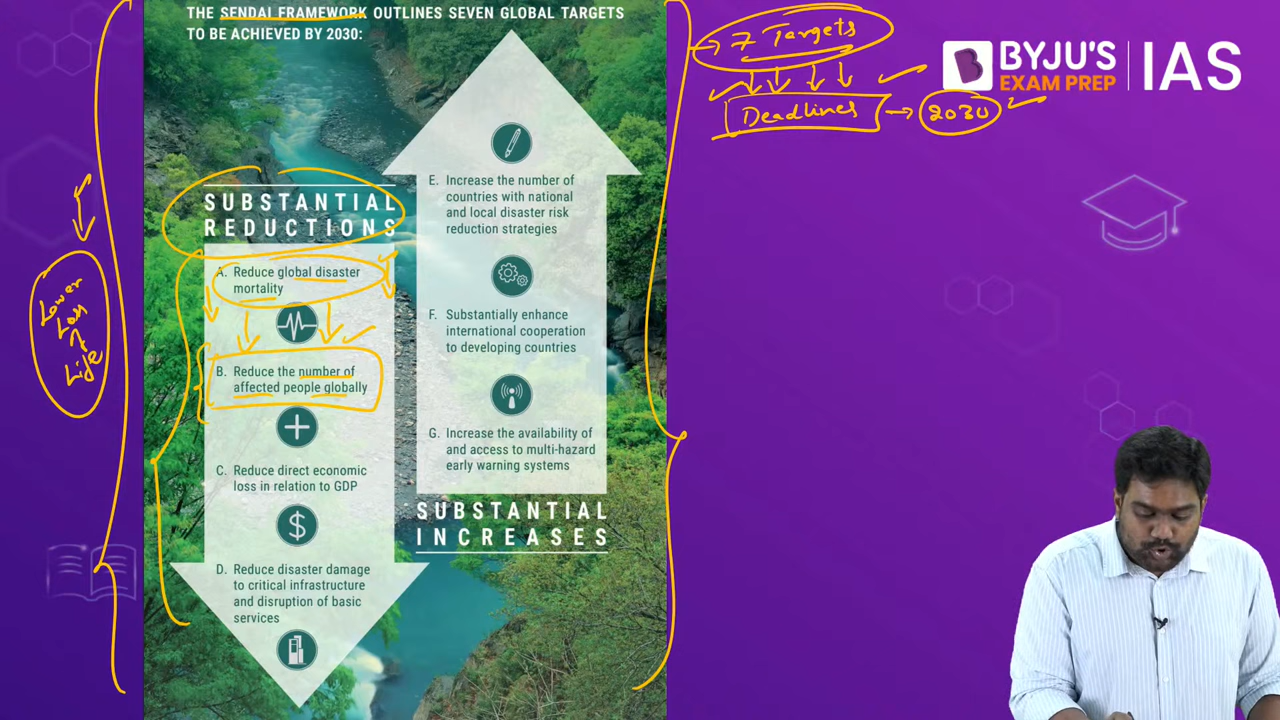 THE SENDAI FRAMEWORK OUTLINES SEVEN GLOBAL TARGETS
TO BE ACHIEVED BY 2030:
SUBSTANTIAL
REDUCTIONS
A. Reduce global disaster
mortality
B. Reduce the number of
affected people globally
C. Reduce direct economic
loss in relation to GDP
$
D. Reduce disaster damage
to critical infrastructure
and disruption of basic
services
E. Increase the number of
countries with national
and local disaster risk
reduction strategies
F. Substantially enhance
international cooperation
to developing countries
G. Increase the availability of
and access to multi-hazard
early warning systems
SUBSTANTIAL
INCREASES
7 Targets
Deadlines → 2030
Lower
Loss
Life
BYJU'S
EXAM PREP
IAS